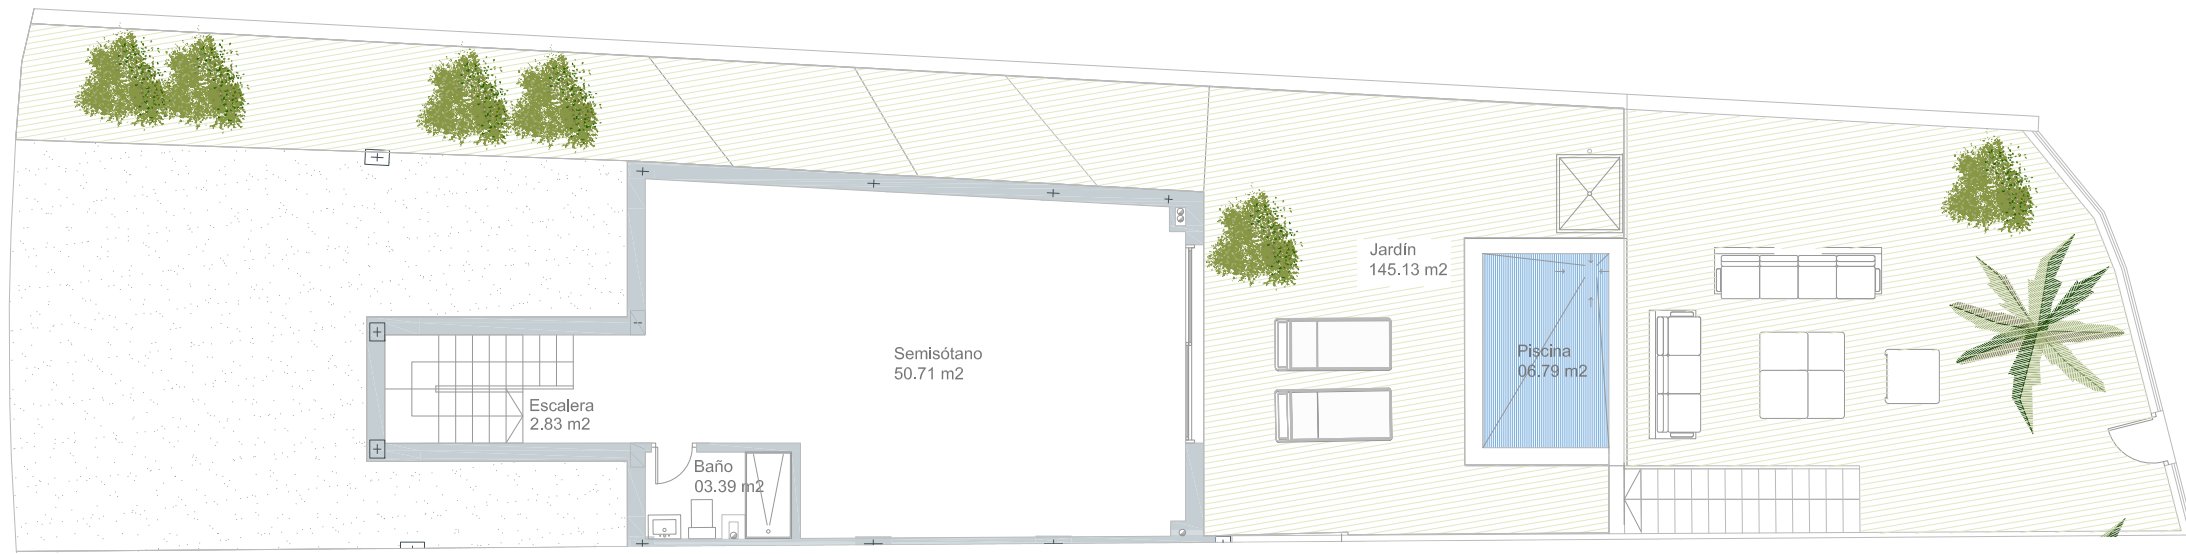 Jardín
145.13 m2
Semisótano
50.71 m2
Piscina
06.79 m2
Escalera
2.83 m2
Baño
03.39 m2